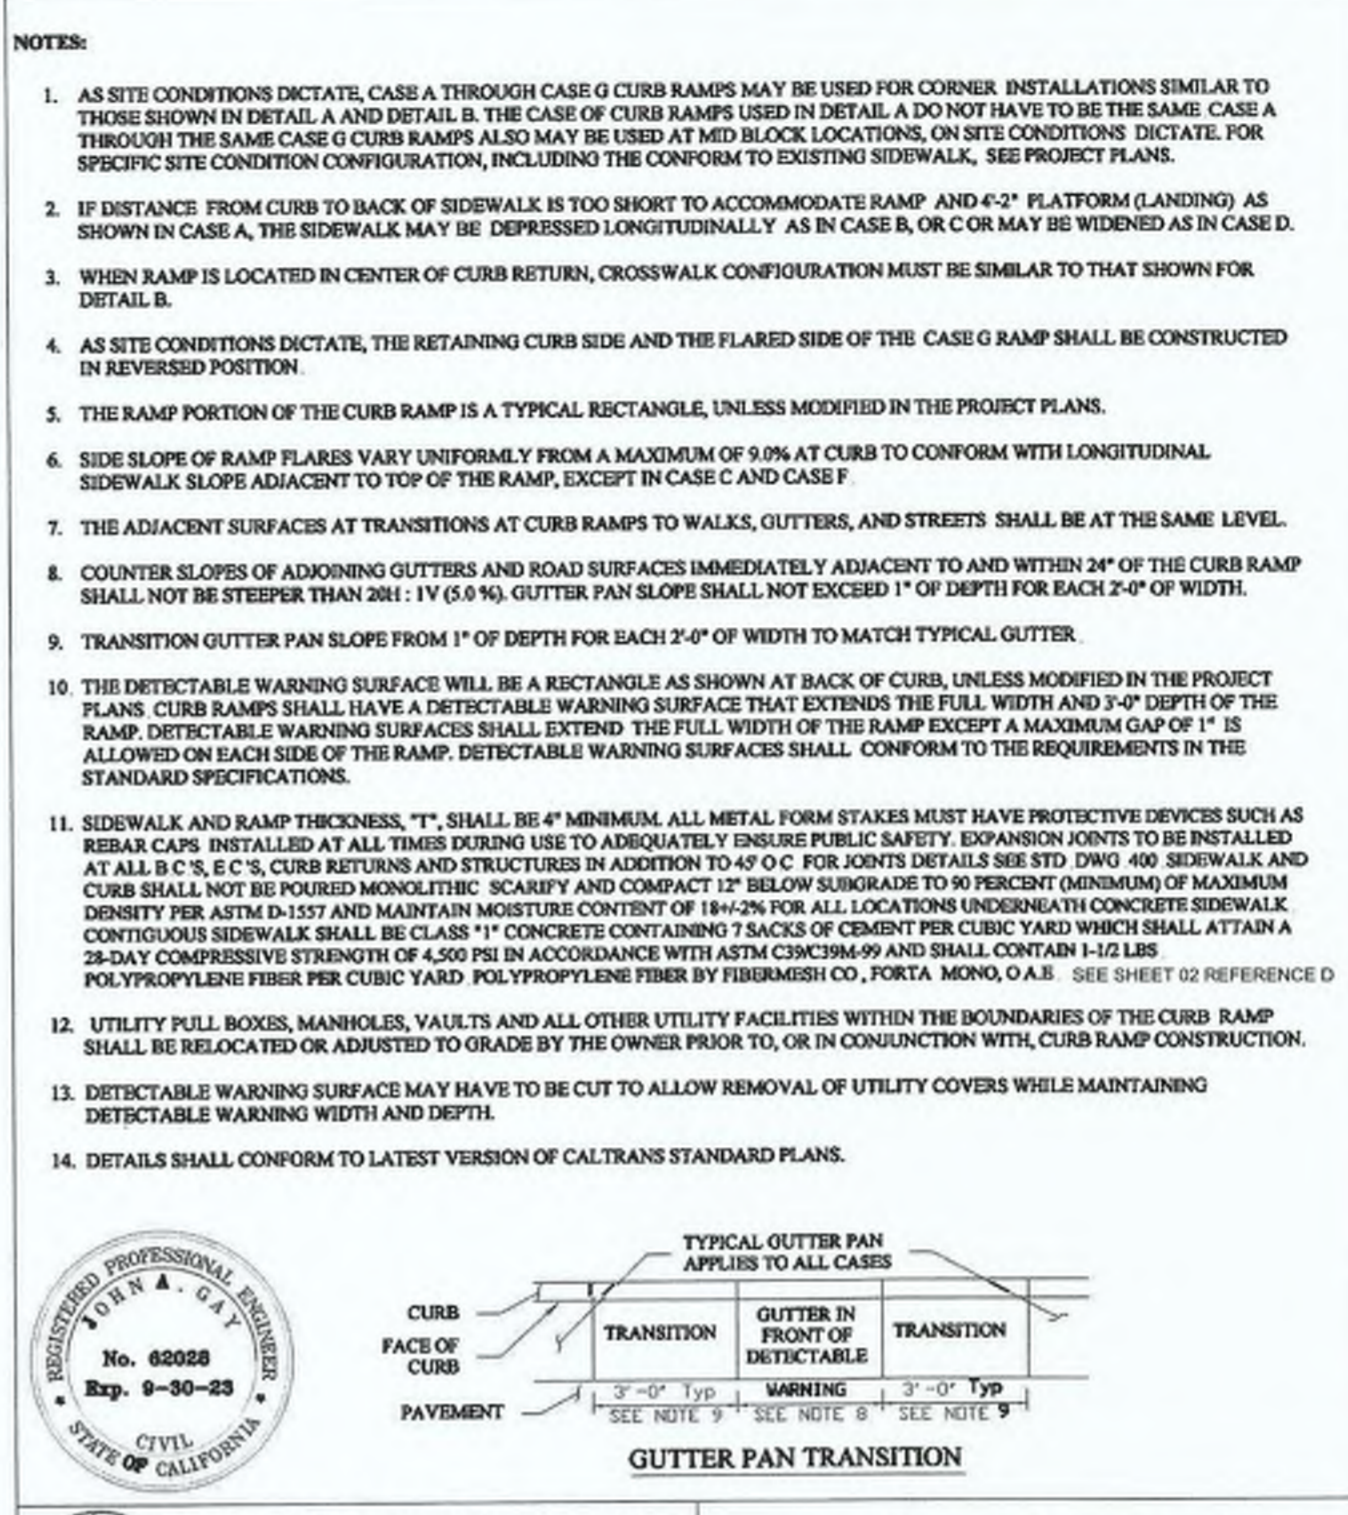 NOTES:
1. AS SITE CONDITIONS DICTATE, CASE A THROUGH CASE G CURB RAMPS MAY BE USED FOR CORNER INSTALLATIONS SIMILAR TO
THOSE SHOWN IN DETAIL A AND DETAIL B. THE CASE OF CURB RAMPS USED IN DETAIL A DO NOT HAVE TO BE THE SAME. CASE A
THROUGH THE SAME CASE G CURB RAMPS ALSO MAY BE USED AT MID BLOCK LOCATIONS, ON SITE CONDITIONS DICTATE. FOR
SPECIFIC SITE CONDITION CONFIGURATION, INCLUDING THE CONFORM TO EXISTING SIDEWALK, SEE PROJECT PLANS.
2. IF DISTANCE FROM CURB TO BACK OF SIDEWALK IS TOO SHORT TO ACCOMMODATE RAMP AND 4'-2" PLATFORM (LANDING) AS
SHOWN IN CASE A, THE SIDEWALK MAY BE DEPRESSED LONGITUDINALLY AS IN CASE B, OR C OR MAY BE WIDENED AS IN CASE D.
3. WHEN RAMP IS LOCATED IN CENTER OF CURB RETURN, CROSSWALK CONFIGURATION MUST BE SIMILAR TO THAT SHOWN FOR
DETAIL B.
4. AS SITE CONDITIONS DICTATE, THE RETAINING CURB SIDE AND THE FLARED SIDE OF THE CASE G RAMP SHALL BE CONSTRUCTED
IN REVERSED POSITION.
5. THE RAMP PORTION OF THE CURB RAMP IS A TYPICAL RECTANGLE, UNLESS MODIFIED IN THE PROJECT PLANS.
6. SIDE SLOPE OF RAMP FLARES VARY UNIFORMLY FROM A MAXIMUM OF 9.0% AT CURB TO CONFORM WITH LONGITUDINAL
SIDEWALK SLOPE ADJACENT TO TOP OF THE RAMP, EXCEPT IN CASE C AND CASE F.
7. THE ADJACENT SURFACES AT TRANSITIONS AT CURB RAMPS TO WALKS, GUTTERS, AND STREETS SHALL BE AT THE SAME LEVEL.
8. COUNTER SLOPES OF ADJOINING GUTTERS AND ROAD SURFACES IMMEDIATELY ADJACENT TO AND WITHIN 24" OF THE CURB RAMP
SHALL NOT BE STEEPER THAN 20H : 1V (5.0 %). GUTTER PAN SLOPE SHALL NOT EXCEED 1" OF DEPTH FOR EACH 2'-0" OF WIDTH.
9. TRANSITION GUTTER PAN SLOPE FROM 1" OF DEPTH FOR EACH 2'-0" OF WIDTH TO MATCH TYPICAL GUTTER.
10. THE DETECTABLE WARNING SURFACE WILL BE A RECTANGLE AS SHOWN AT BACK OF CURB, UNLESS MODIFIED IN THE PROJECT
PLANS. CURB RAMPS SHALL HAVE A DETECTABLE WARNING SURFACE THAT EXTENDS THE FULL WIDTH AND 3'-0" DEPTH OF THE
RAMP. DETECTABLE WARNING SURFACES SHALL EXTEND THE FULL WIDTH OF THE RAMP EXCEPT A MAXIMUM GAP OF 1" IS
ALLOWED ON EACH SIDE OF THE RAMP. DETECTABLE WARNING SURFACES SHALL CONFORM TO THE REQUIREMENTS IN THE
STANDARD SPECIFICATIONS.
11. SIDEWALK AND RAMP THICKNESS, "T", SHALL BE 4" MINIMUM. ALL METAL FORM STAKES MUST HAVE PROTECTIVE DEVICES SUCH AS
REBAR CAPS INSTALLED AT ALL TIMES DURING USE TO ADEQUATELY ENSURE PUBLIC SAFETY. EXPANSION JOINTS TO BE INSTALLED
AT ALL B C 'S, E C 'S, CURB RETURNS AND STRUCTURES IN ADDITION TO 45' O C FOR JOINTS DETAILS SEE STD. DWG 400. SIDEWALK AND
CURB SHALL NOT BE POURED MONOLITHIC. SCARIFY AND COMPACT 12" BELOW SUBGRADE TO 90 PERCENT (MINIMUM) OF MAXIMUM
DENSITY PER ASTM D-1557 AND MAINTAIN MOISTURE CONTENT OF 18+/-2% FOR ALL LOCATIONS UNDERNEATH CONCRETE SIDEWALK.
CONTIGUOUS SIDEWALK SHALL BE CLASS "1" CONCRETE CONTAINING 7 SACKS OF CEMENT PER CUBIC YARD WHICH SHALL ATTAIN A
28-DAY COMPRESSIVE STRENGTH OF 4,500 PSI IN ACCORDANCE WITH ASTM C39/C39M-99 AND SHALL CONTAIN 1-1/2 LBS
POLYPROPYLENE FIBER PER CUBIC YARD. POLYPROPYLENE FIBER BY FIBERMESH CO., FORTA MONO, O A.E. SEE SHEET 02 REFERENCE D
12. UTILITY PULL BOXES, MANHOLES, VAULTS AND ALL OTHER UTILITY FACILITIES WITHIN THE BOUNDARIES OF THE CURB RAMP
SHALL BE RELOCATED OR ADJUSTED TO GRADE BY THE OWNER PRIOR TO, OR IN CONJUNCTION WITH, CURB RAMP CONSTRUCTION.
13. DETECTABLE WARNING SURFACE MAY HAVE TO BE CUT TO ALLOW REMOVAL OF UTILITY COVERS WHILE MAINTAINING
DETECTABLE WARNING WIDTH AND DEPTH.
14. DETAILS SHALL CONFORM TO LATEST VERSION OF CALTRANS STANDARD PLANS.
REGISTERED PROFESSIONAL ENGINEER
JOHN A. GAY
No. 62028
Exp. 9-30-23
CIVIL
STATE OF CALIFORNIA
TYPICAL GUTTER PAN
APPLIES TO ALL CASES
CURB
FACE OF
CURB
PAVEMENT
TRANSITION
GUTTER IN
FRONT OF
DETECTABLE
WARNING
TRANSITION
3'-0" Typ
3'-0" Typ
SEE NOTE 9
SEE NOTE 8
SEE NOTE 9
GUTTER PAN TRANSITION